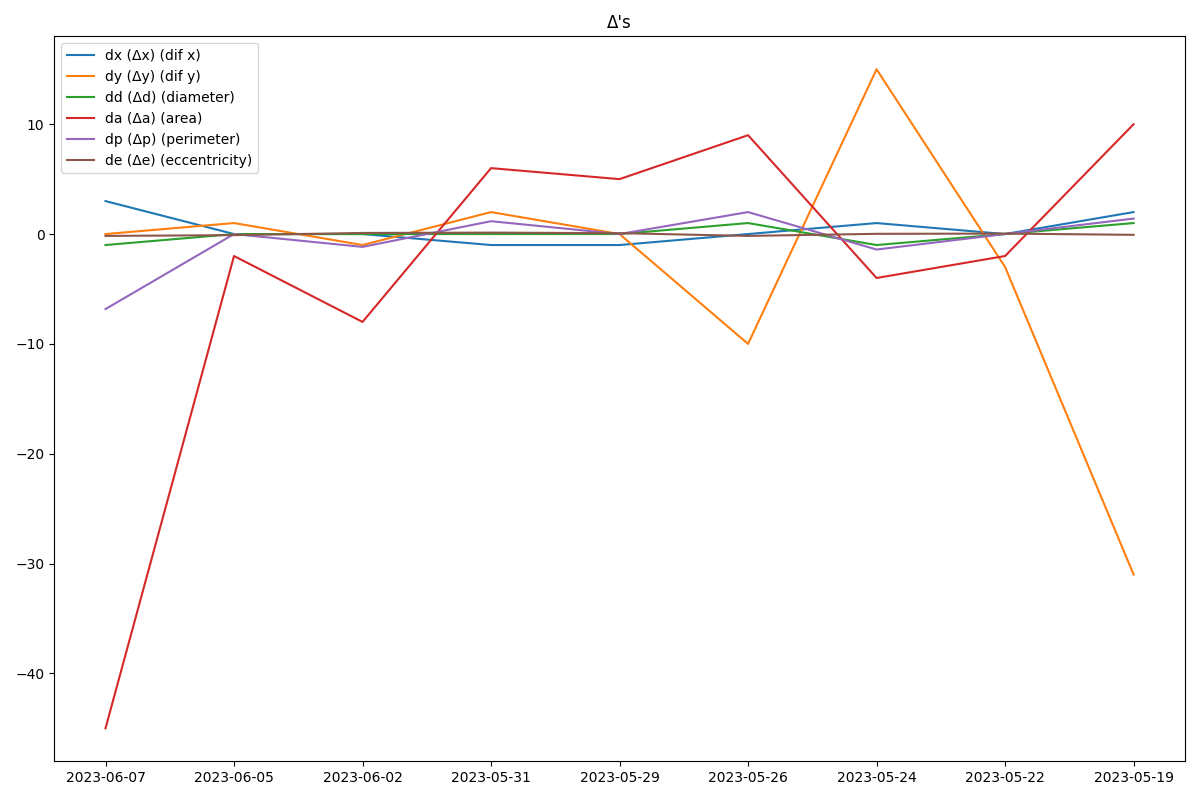 Δ's
dx (Δx) (dif x)
dy (Δy) (dif y)
dd (Δd) (diameter)
da (Δa) (area)
dp (Δp) (perimeter)
de (Δe) (eccentricity)
10
0
−10
−20
−30
−40
2023-06-07 2023-06-05 2023-06-02 2023-05-31 2023-05-29 2023-05-26 2023-05-24 2023-05-22 2023-05-19